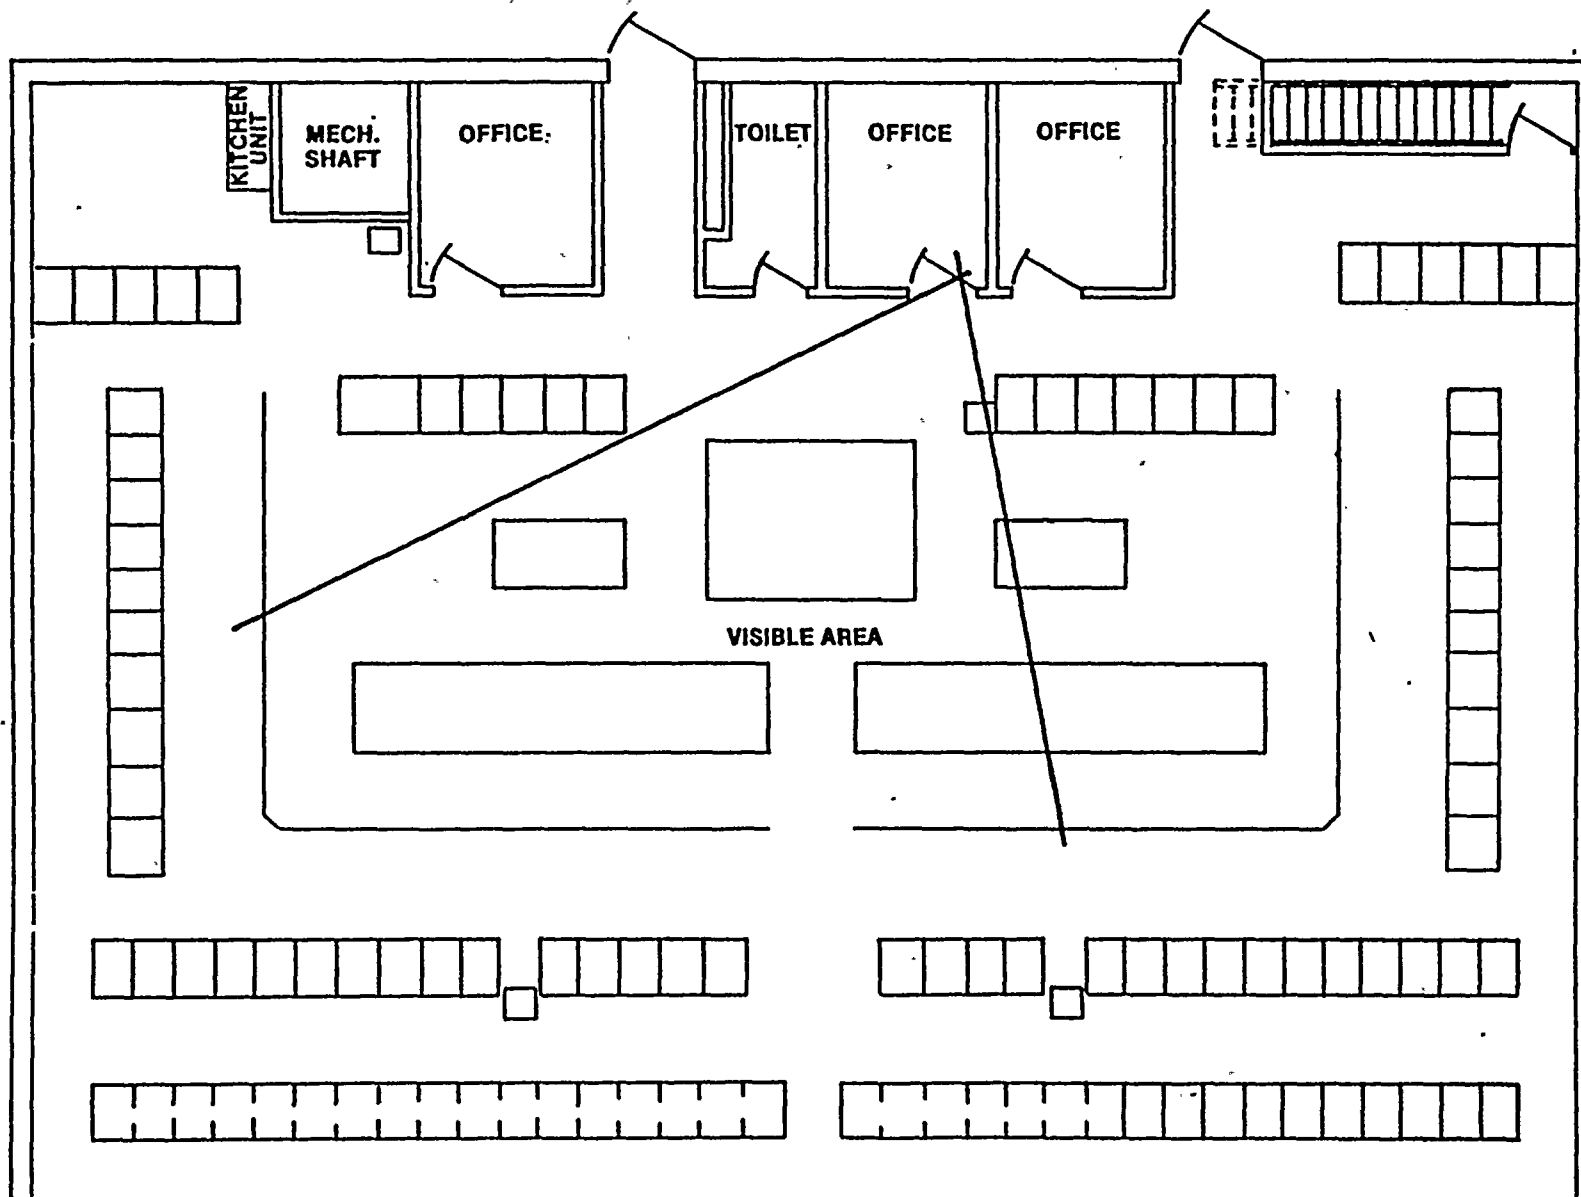 KITCHEN
UNIT
MECH.
SHAFT
OFFICE
TOILET
OFFICE
OFFICE
VISIBLE AREA